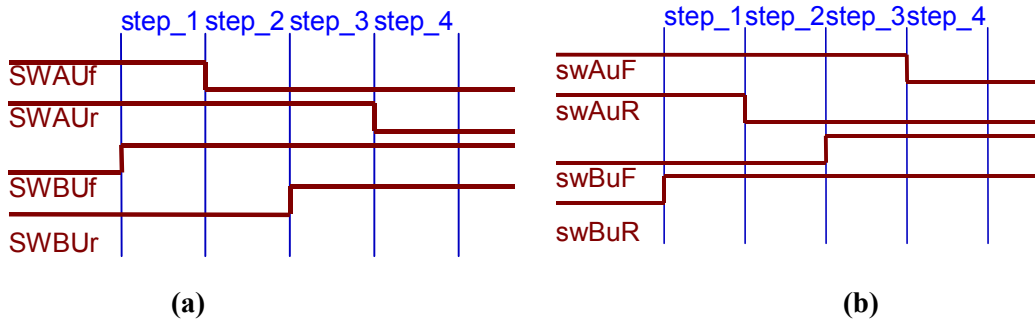 step_1 step_2 step_3 step_4
SWAUf
SWAUr
SWBUf
SWBUr
(a)
step_1 step_2 step_3 step_4
swAuF
swAuR
swBuF
swBuR
(b)